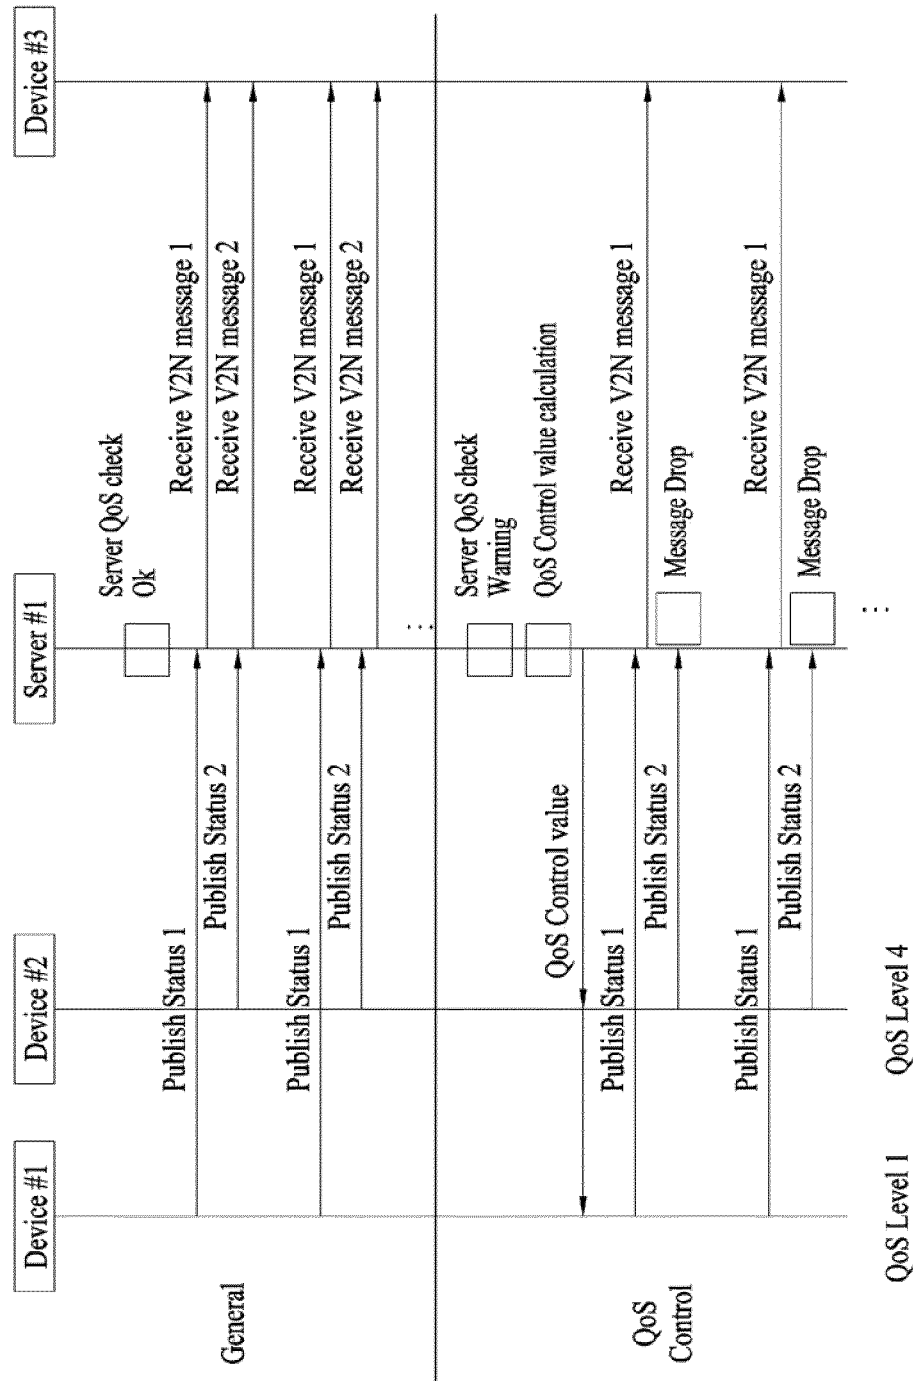 Device #1
Device #2
Server #1
Device #3
General
Server QoS check
Ok
Publish Status 1
Receive V2N message 1
Publish Status 2
Receive V2N message 2
Publish Status 1
Receive V2N message 1
Publish Status 2
Receive V2N message 2
...
QoS
Control
Server QoS check
Warning
QoS Control value calculation
QoS Control value
Publish Status 1
Receive V2N message 1
Publish Status 2
Message Drop
Publish Status 1
Receive V2N message 1
Publish Status 2
Message Drop
...
QoS Level 1
QoS Level 4